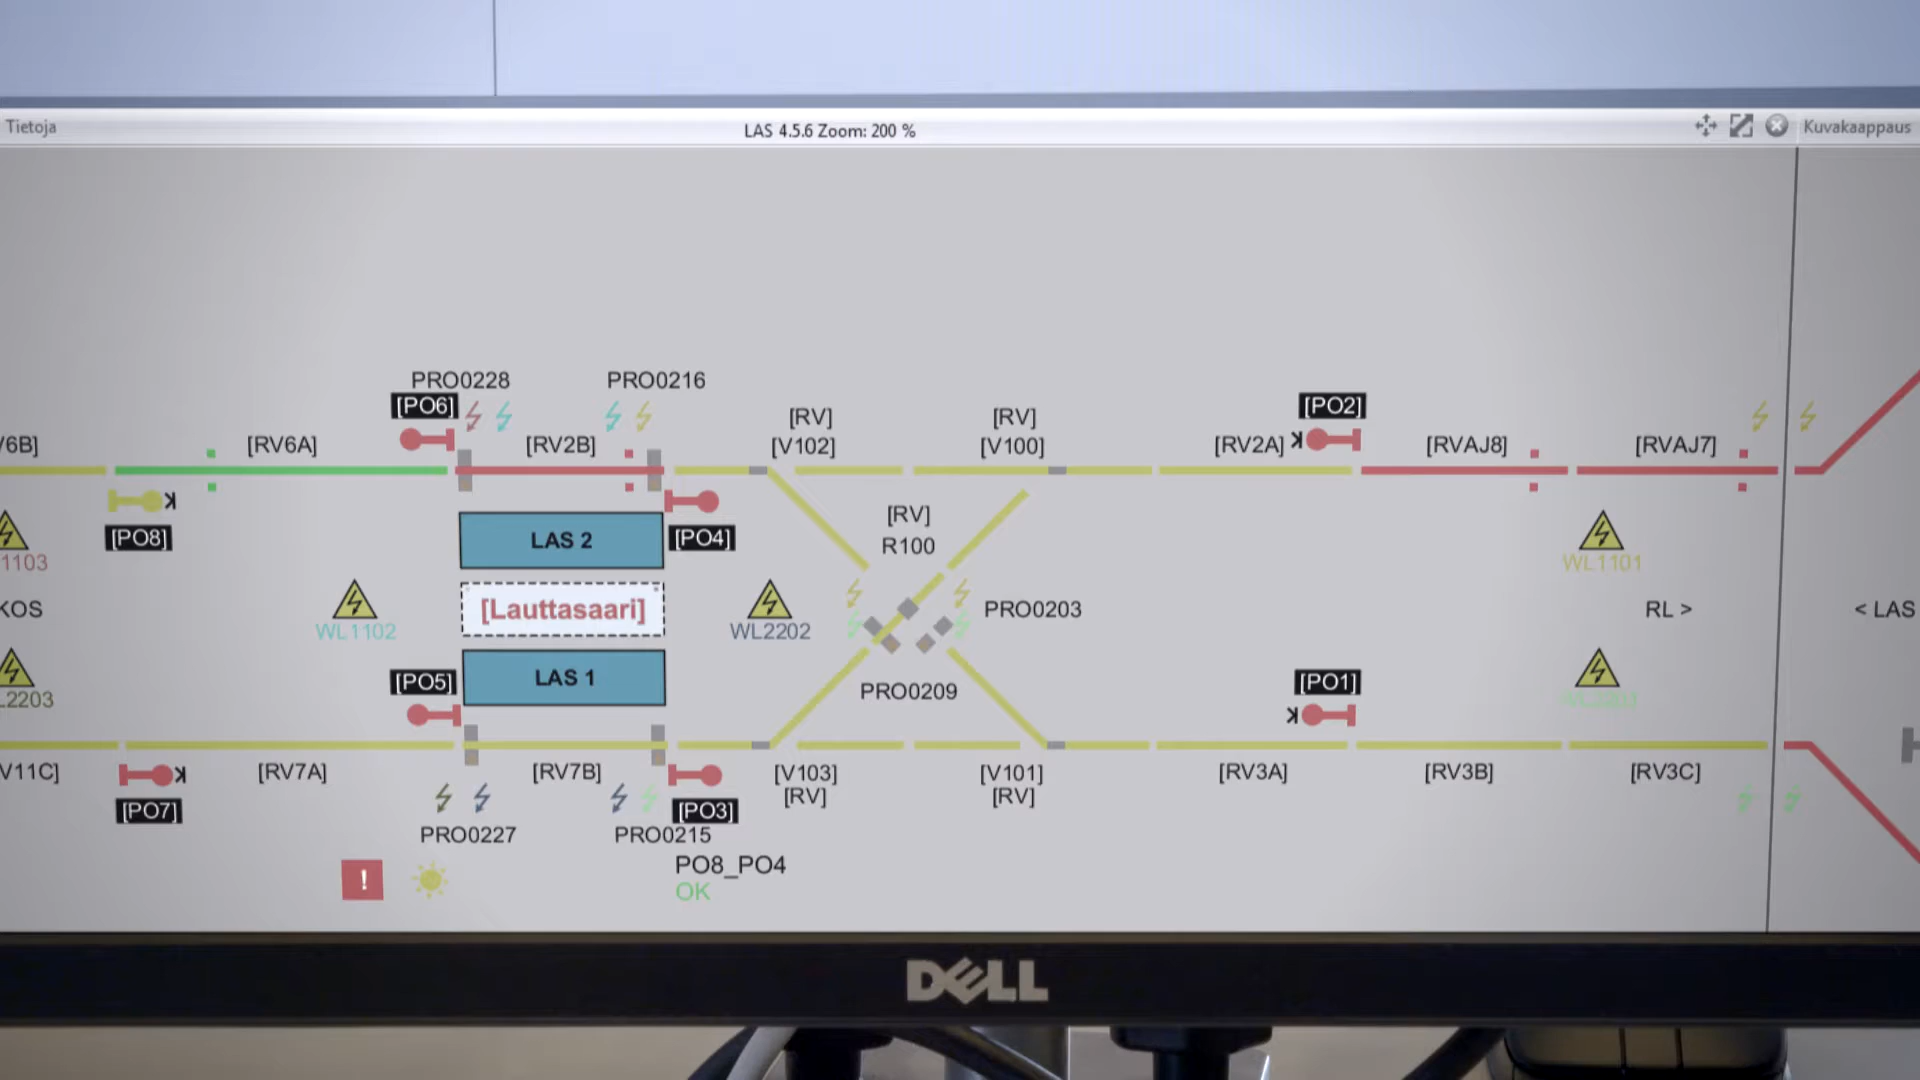 Tietoja
LAS 4.5.6 Zoom: 200 %
Kuvakaappaus
PRO0228
PRO0216
[PO6]
[PO2]
[RV]
[V102]
[RV]
[V100]
V6B]
[RV6A]
[RV2B]
[RV2A]
K
[RVAJ8]
[RVAJ7]
K
[PO8]
[PO4]
LAS 2
[RV]
R100
1103
WL1101
KOS
[Lauttasaari]
PRO0203
RL >
< LAS
WL1102
WL2202
[PO5]
LAS 1
PRO0209
[PO1]
L2203
K
V11C]
K
[RV7A]
[RV7B]
[V103]
[RV]
[V101]
[RV]
[RV3A]
[RV3B]
[RV3C]
[PO7]
[PO3]
PRO0227
PRO0215
PO8_PO4
OK
!
DELL